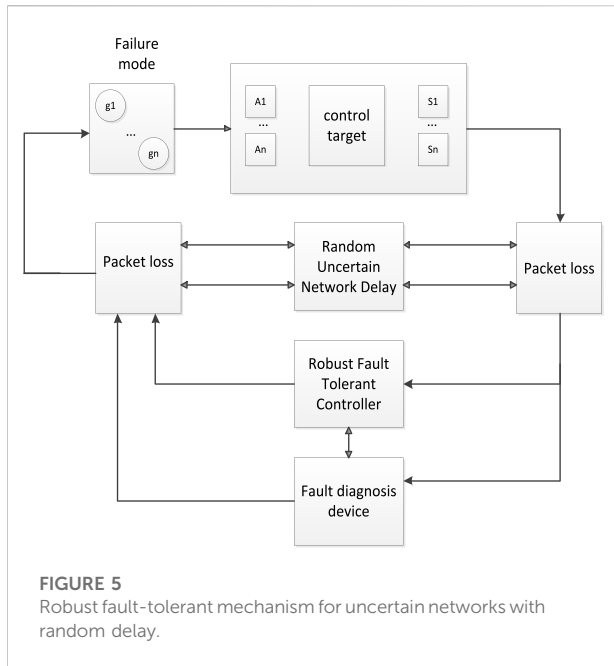 Failure
mode
g1
...
gn
A1
...
An
control
target
S1
...
Sn
Packet loss
Random
Uncertain
Network Delay
Packet loss
Robust Fault
Tolerant
Controller
Fault diagnosis
device
FIGURE 5
Robust fault-tolerant mechanism for uncertain networks with
random delay.